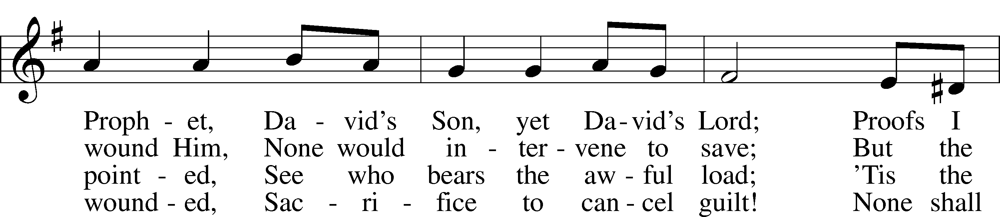 Proph - et, Da - vid's Son, yet Da - vid's Lord; Proofs I
wound Him, None would in - ter - vene to save; But the
point - ed, See who bears the aw - ful load; 'Tis the
wound - ed, Sac - ri - fice to can - cel guilt! None shall